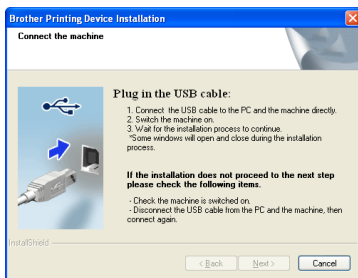 Brother Printing Device Installation
Connect the machine
Plug in the USB cable:
1. Connect the USB cable to the PC and the machine directly.
2. Switch the machine on.
3. Wait for the installation process to continue.
*Some windows will open and close during the installation
process.
If the installation does not proceed to the next step
please check the following items.
- Check the machine is switched on.
- Disconnect the USB cable from the PC and the machine, then
connect again.
InstallShield
< Back
Next >
Cancel